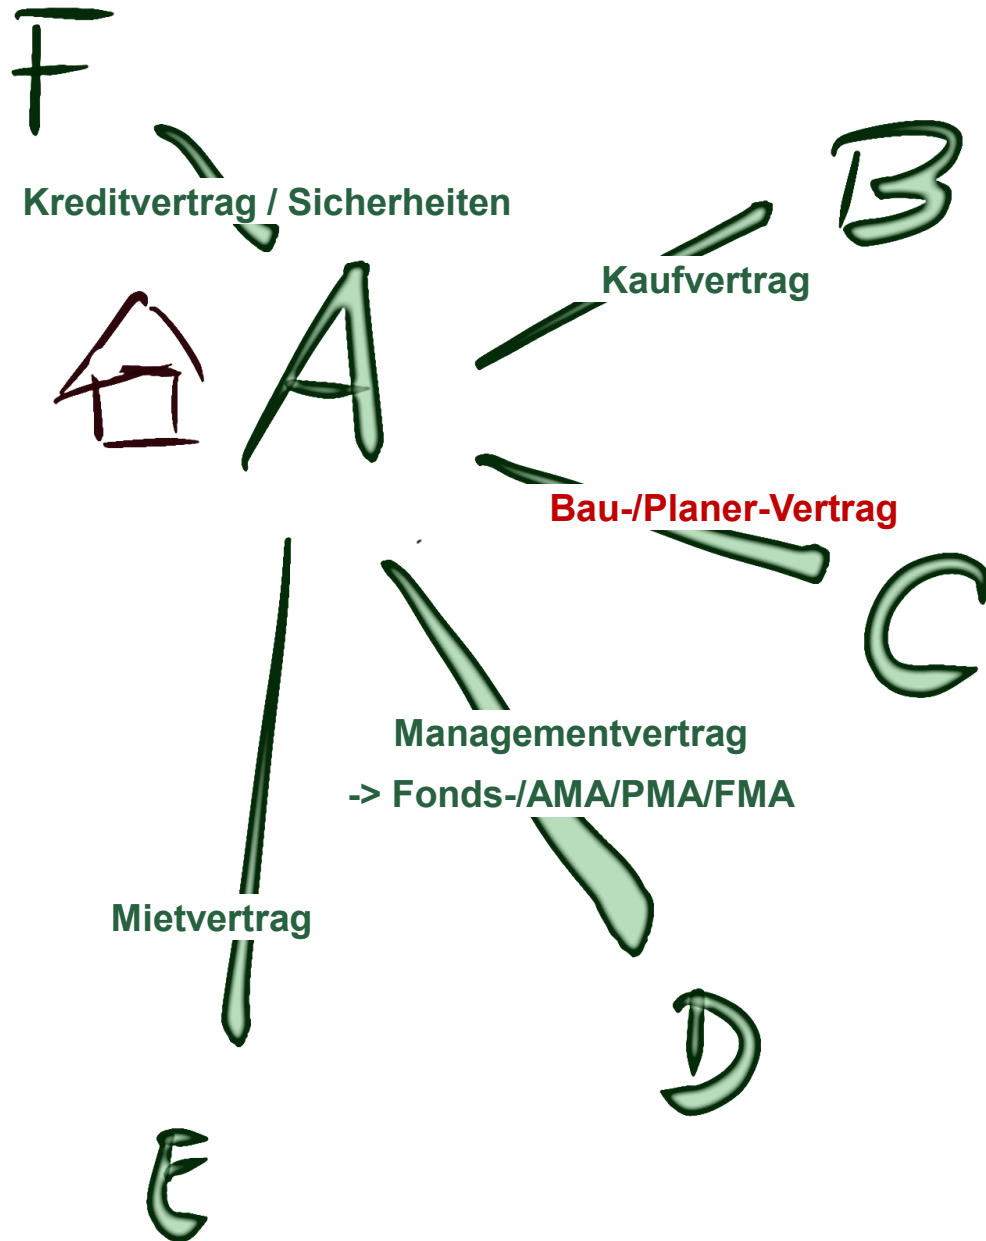 F
B
Kreditvertrag / Sicherheiten
Kaufvertrag
A
Bau-/Planer-Vertrag
C
Managementvertrag
-> Fonds-/AMA/PMA/FMA
Mietvertrag
D
E